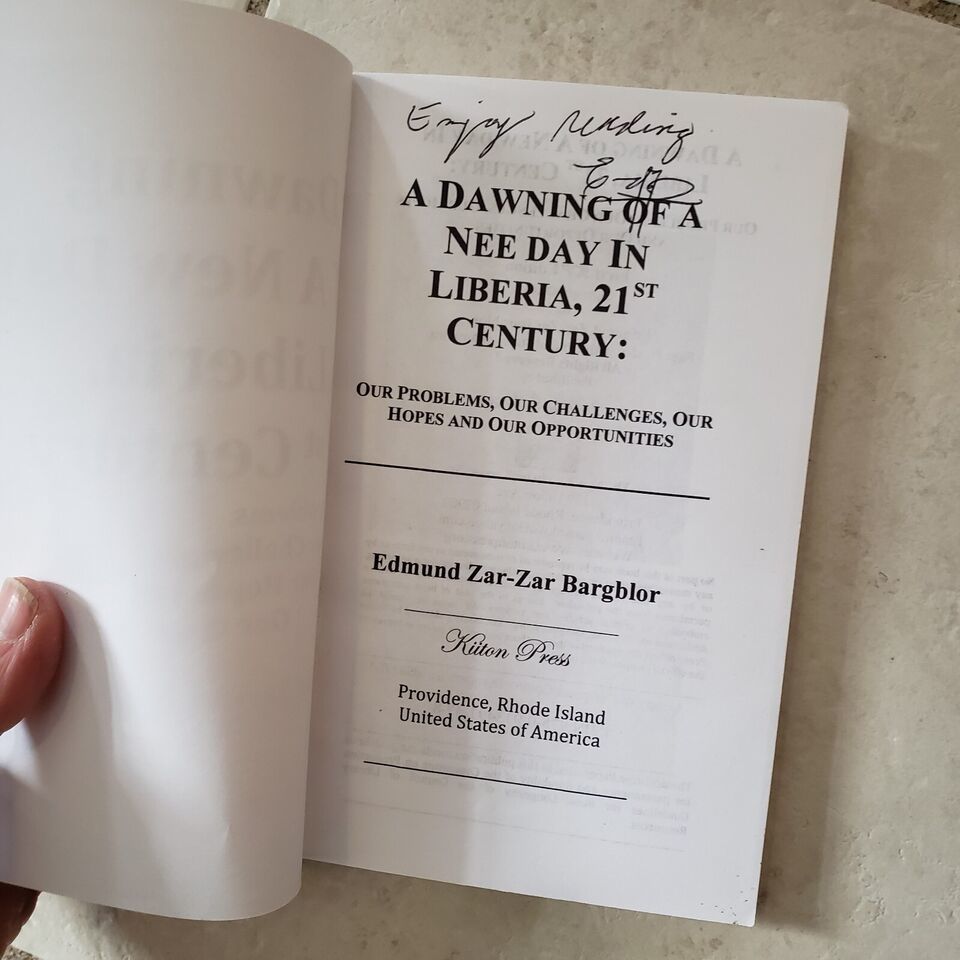 Enjoy reading
A DAWNING OF A
NEE DAY IN
LIBERIA, 21ST
CENTURY:
OUR PROBLEMS, OUR CHALLENGES, OUR
HOPES AND OUR OPPORTUNITIES
Edmund Zar-Zar Bargblor
Kiiton Press
Providence, Rhode Island
United States of America